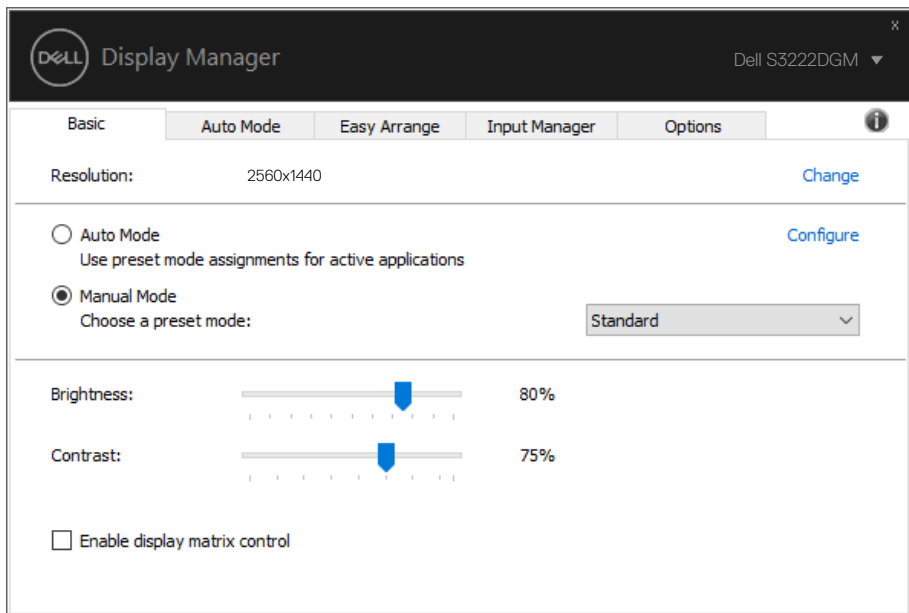 x
DELL Display Manager
Dell S3222DGM
Basic Auto Mode Easy Arrange Input Manager Options i
Resolution: 2560x1440 Change
Auto Mode Configure
Use preset mode assignments for active applications
Manual Mode
Choose a preset mode: Standard
Brightness: 80%
Contrast: 75%
Enable display matrix control